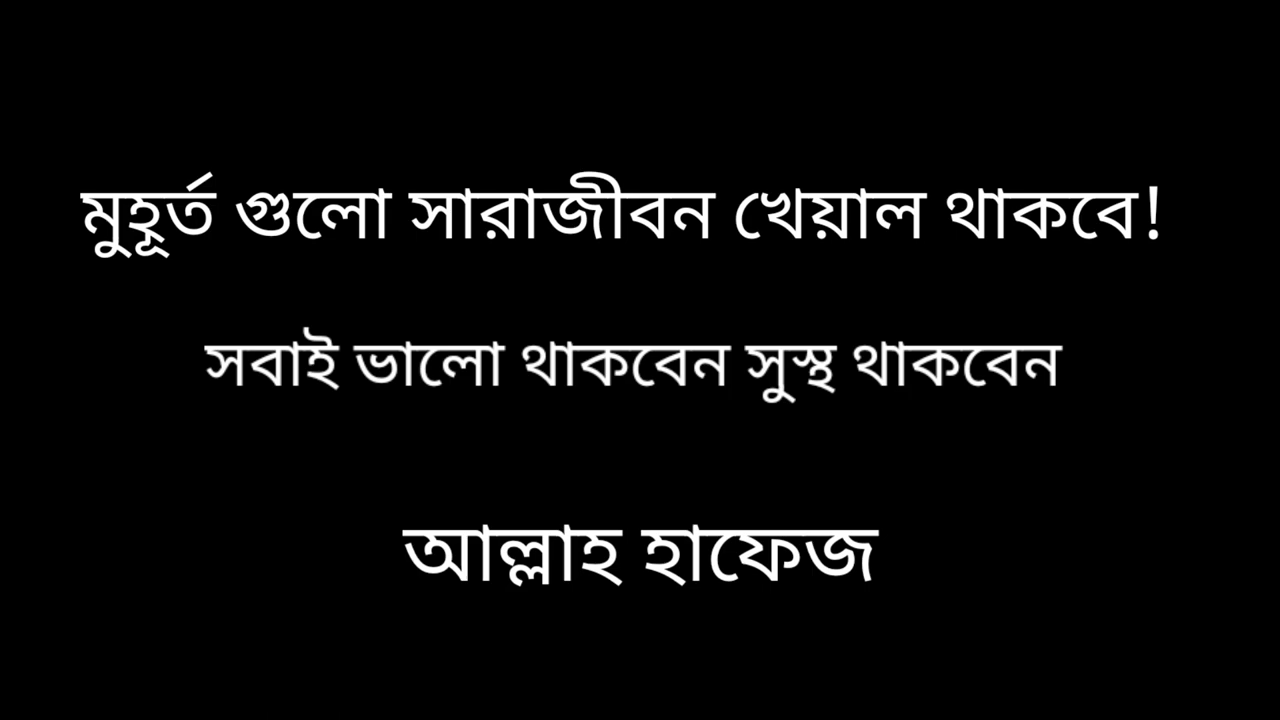 মুহূর্ত গুলো সারাজীবন খেয়াল থাকবে!
সবাই ভালো থাকবেন সুস্থ থাকবেন
আল্লাহ হাফেজ